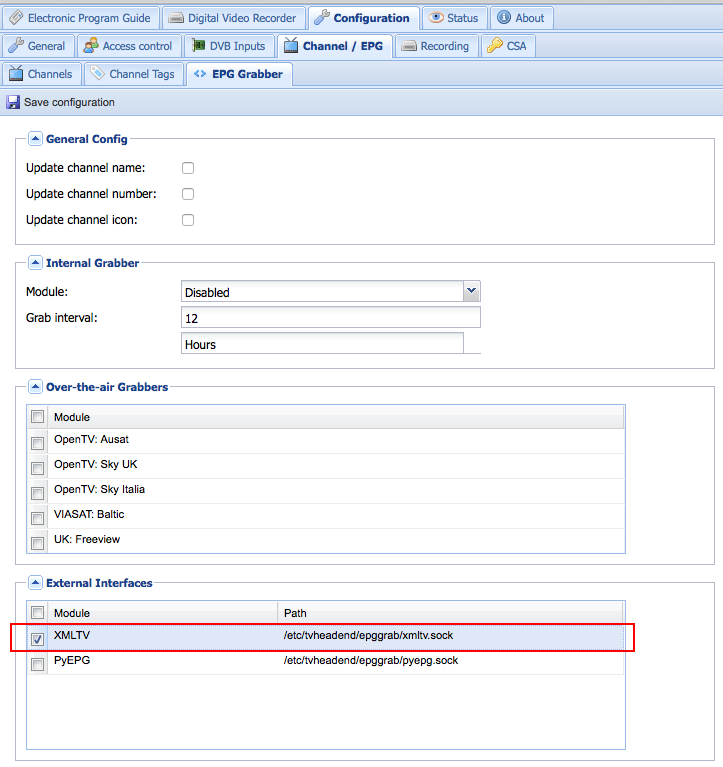 Electronic Program Guide Digital Video Recorder Configuration Status About
General Access control DVB Inputs Channel / EPG Recording CSA
Channels Channel Tags EPG Grabber
Save configuration
General Config
Update channel name:
Update channel number:
Update channel icon:
Internal Grabber
Module: Disabled
Grab interval: 12
Hours
Over-the-air Grabbers
Module
OpenTV: Ausat
OpenTV: Sky UK
OpenTV: Sky Italia
VIASAT: Baltic
UK: Freeview
External Interfaces
Module Path
XMLTV /etc/tvheadend/epggrab/xmltv.sock
PyEPG /etc/tvheadend/epggrab/pyepg.sock